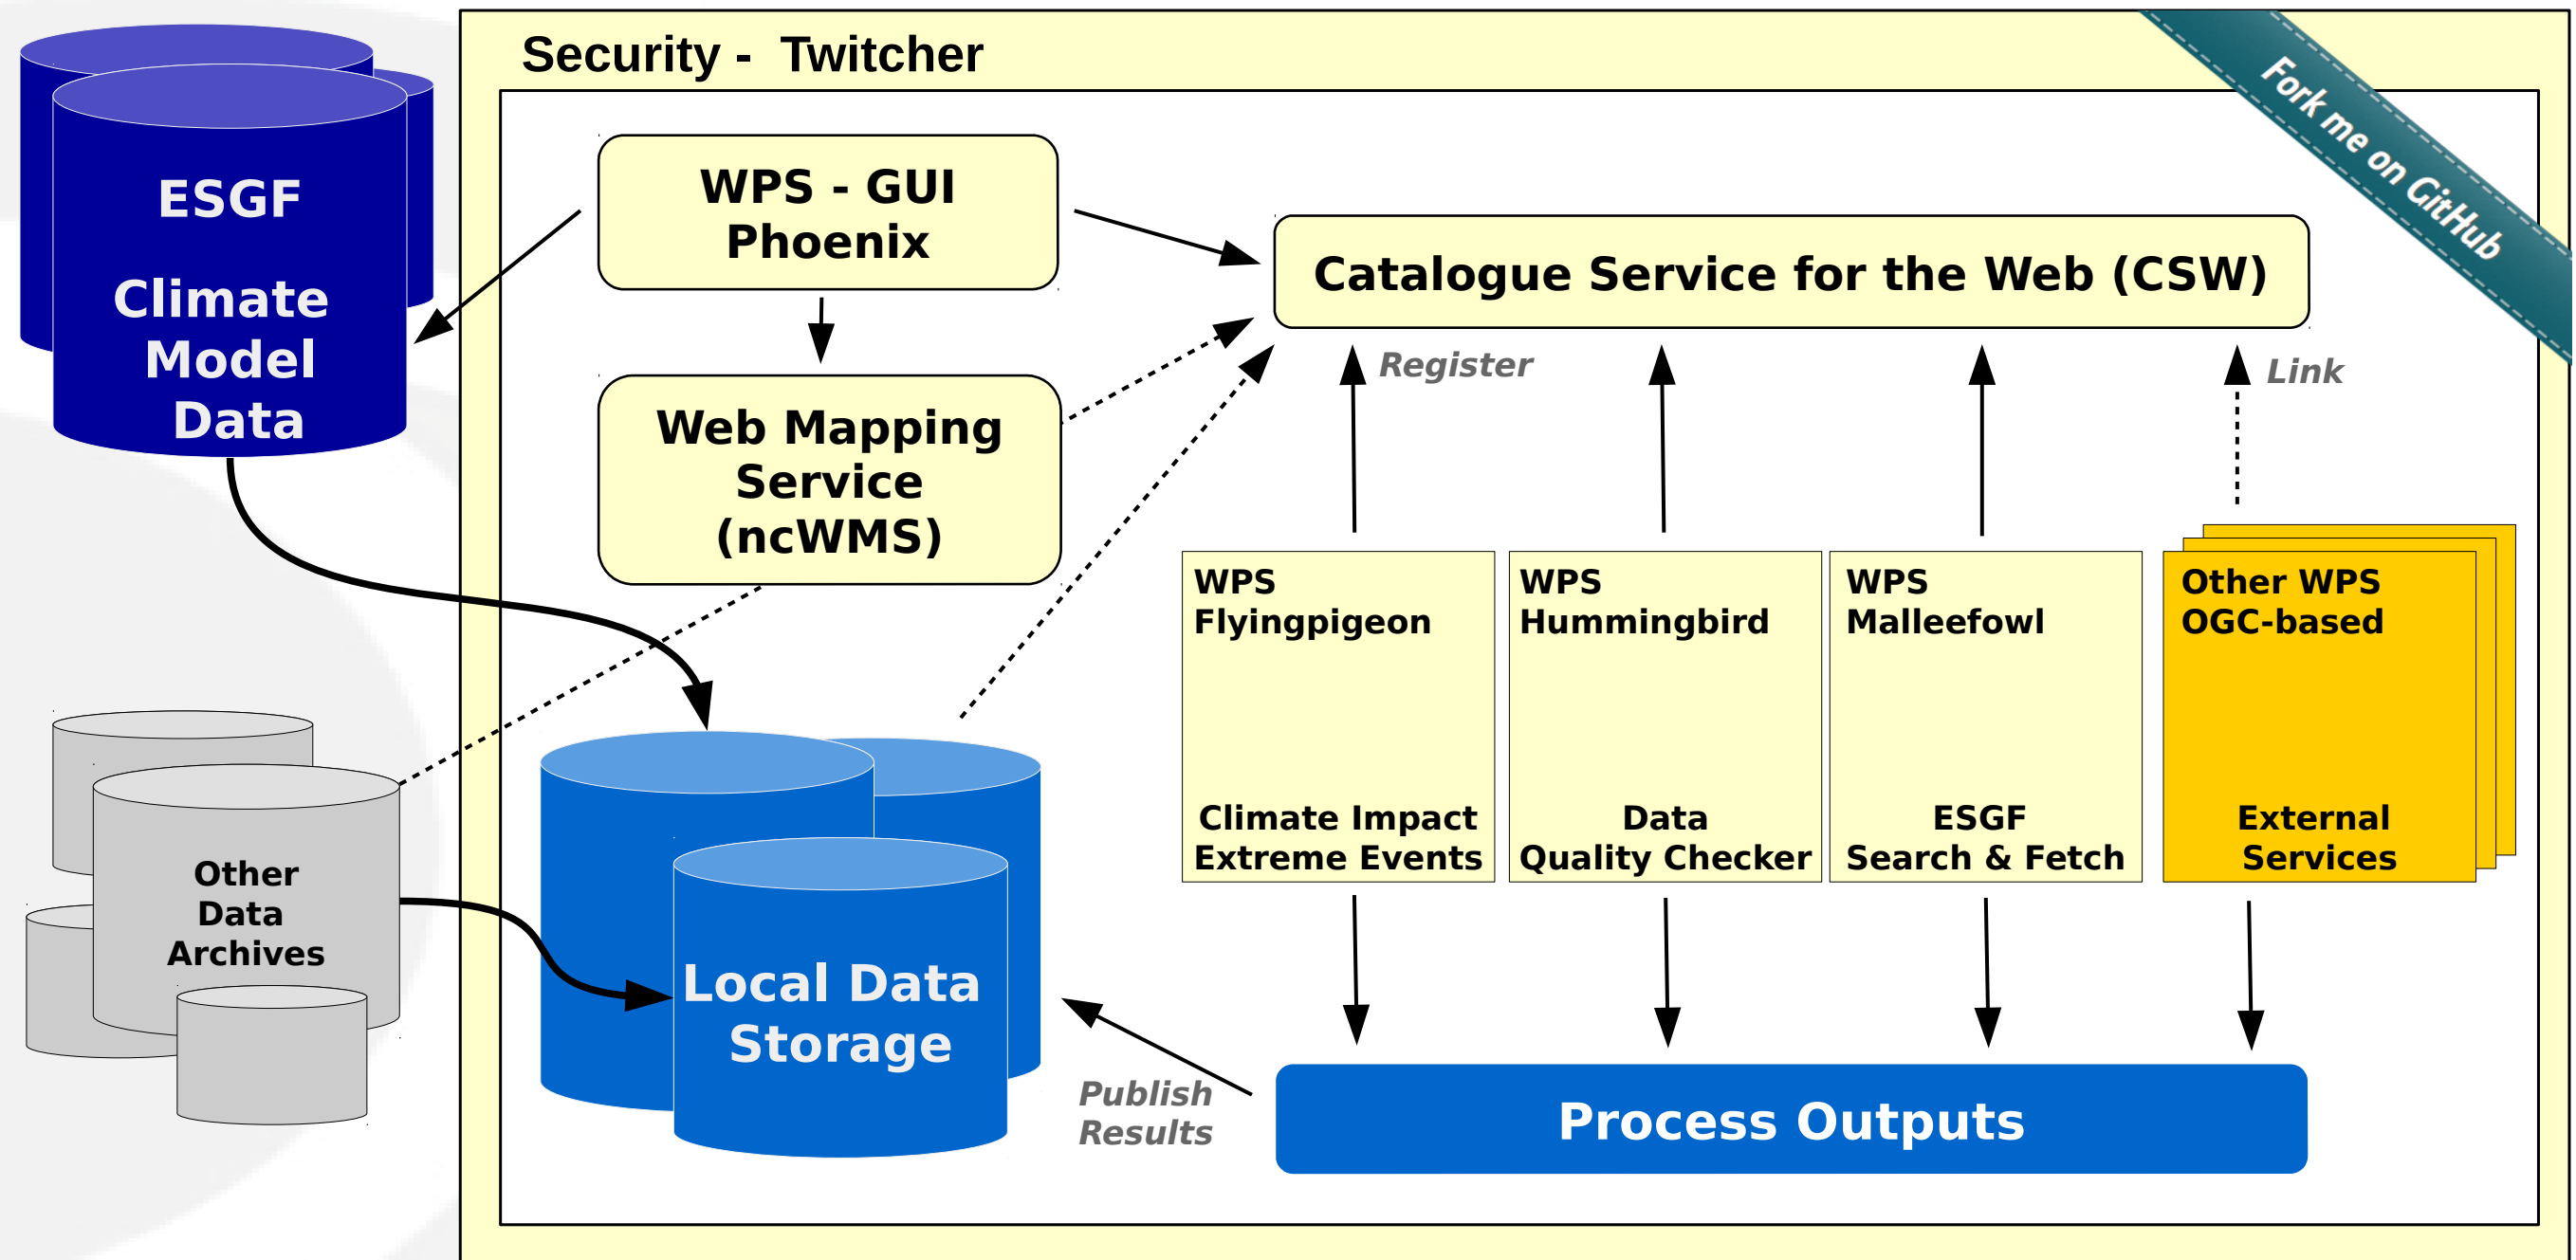 Security - Twitcher
Fork me on GitHub
ESGF
Climate
Model
Data
WPS - GUI
Phoenix
Catalogue Service for the Web (CSW)
Register
Link
Web Mapping
Service
(ncWMS)
WPS
Flyingpigeon
Climate Impact
Extreme Events
WPS
Hummingbird
Data
Quality Checker
WPS
Malleefowl
ESGF
Search & Fetch
Other WPS
OGC-based
External
Services
Other
Data
Archives
Local Data
Storage
Publish
Results
Process Outputs